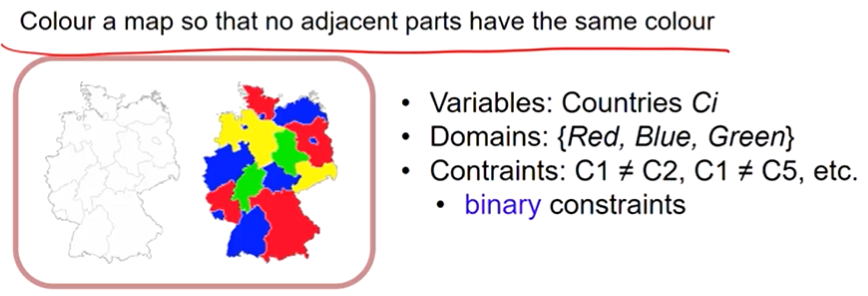 Colour a map so that no adjacent parts have the same colour
• Variables: Countries Ci
• Domains: {Red, Blue, Green}
• Contraints: C1 ≠ C2, C1 ≠ C5, etc.
• binary constraints